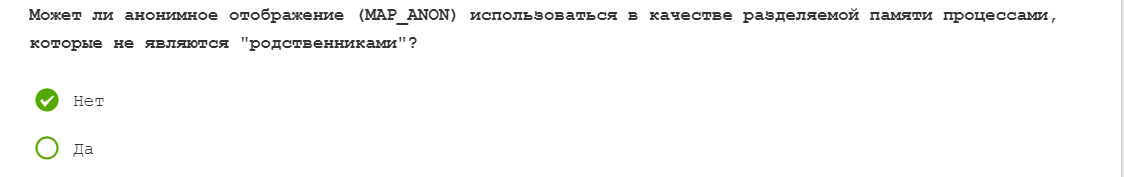 Может ли анонимное отображение (MAP_ANON) использоваться в качестве разделяемой памяти процессами,
которые не являются "родственниками"?
Нет
Да